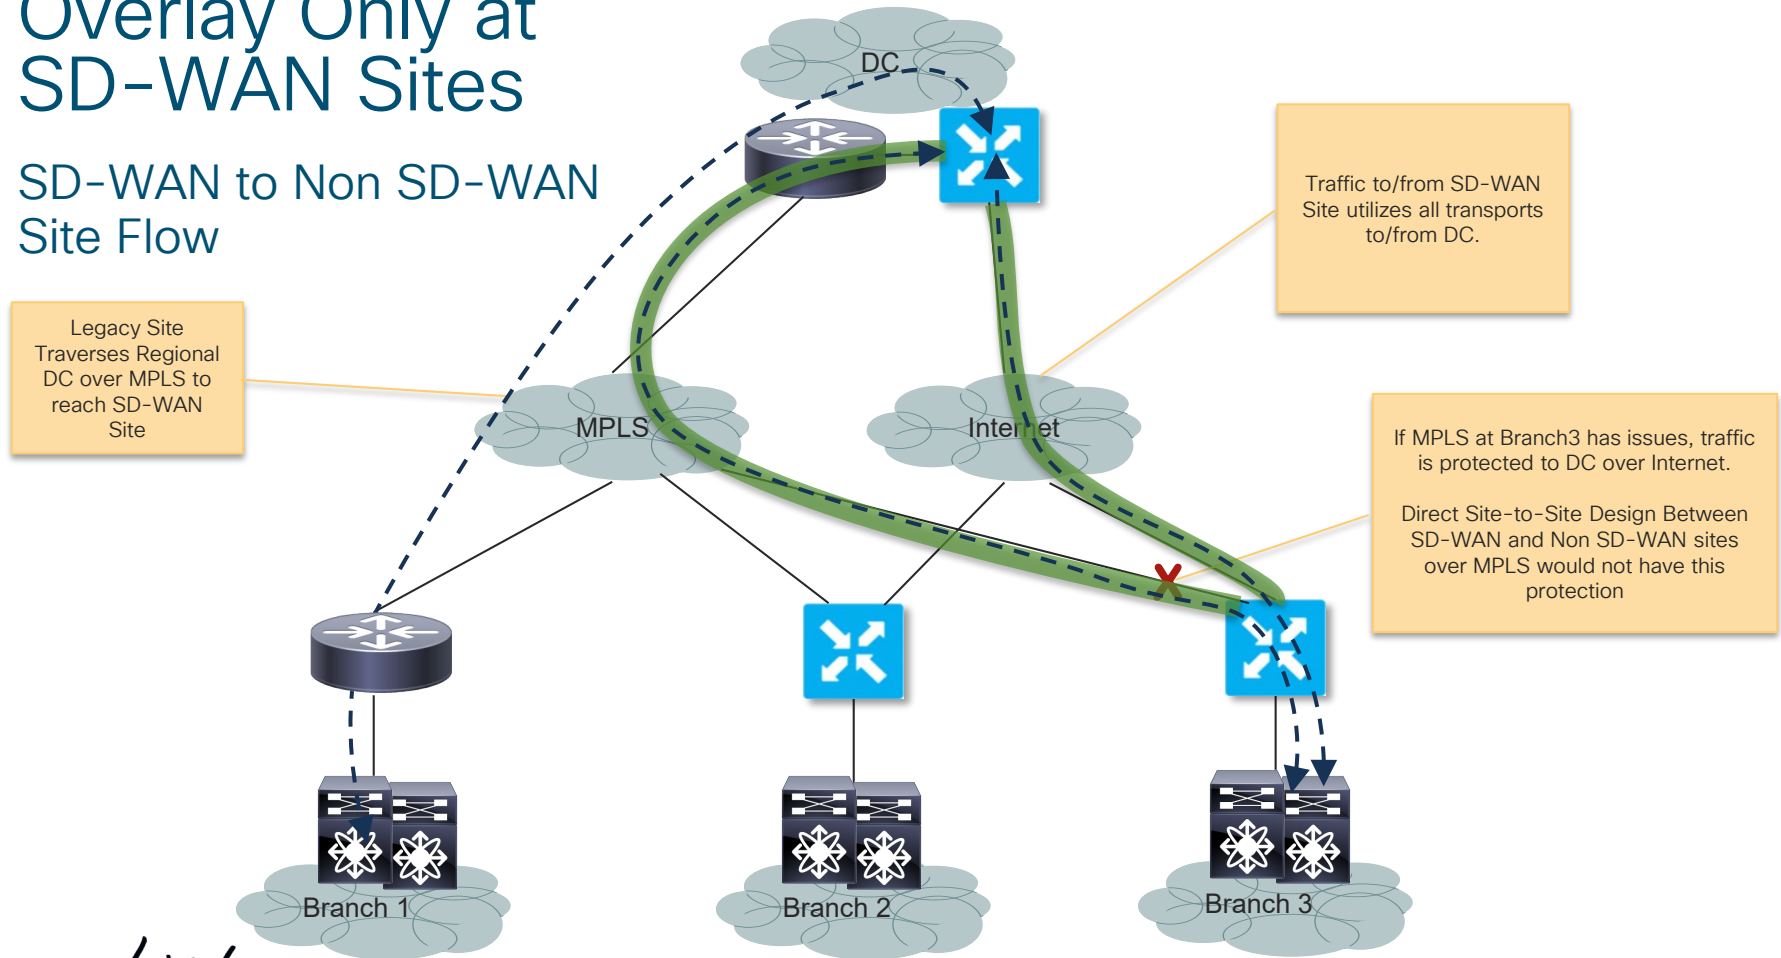 Overlay Only at
SD-WAN Sites
SD-WAN to Non SD-WAN
Site Flow
DC
Traffic to/from SD-WAN
Site utilizes all transports
to/from DC.
Legacy Site
Traverses Regional
DC over MPLS to
reach SD-WAN
Site
MPLS
Internet
If MPLS at Branch3 has issues, traffic
is protected to DC over Internet.
Direct Site-to-Site Design Between
SD-WAN and Non SD-WAN sites
over MPLS would not have this
protection
X
Branch 1
Branch 2
Branch 3